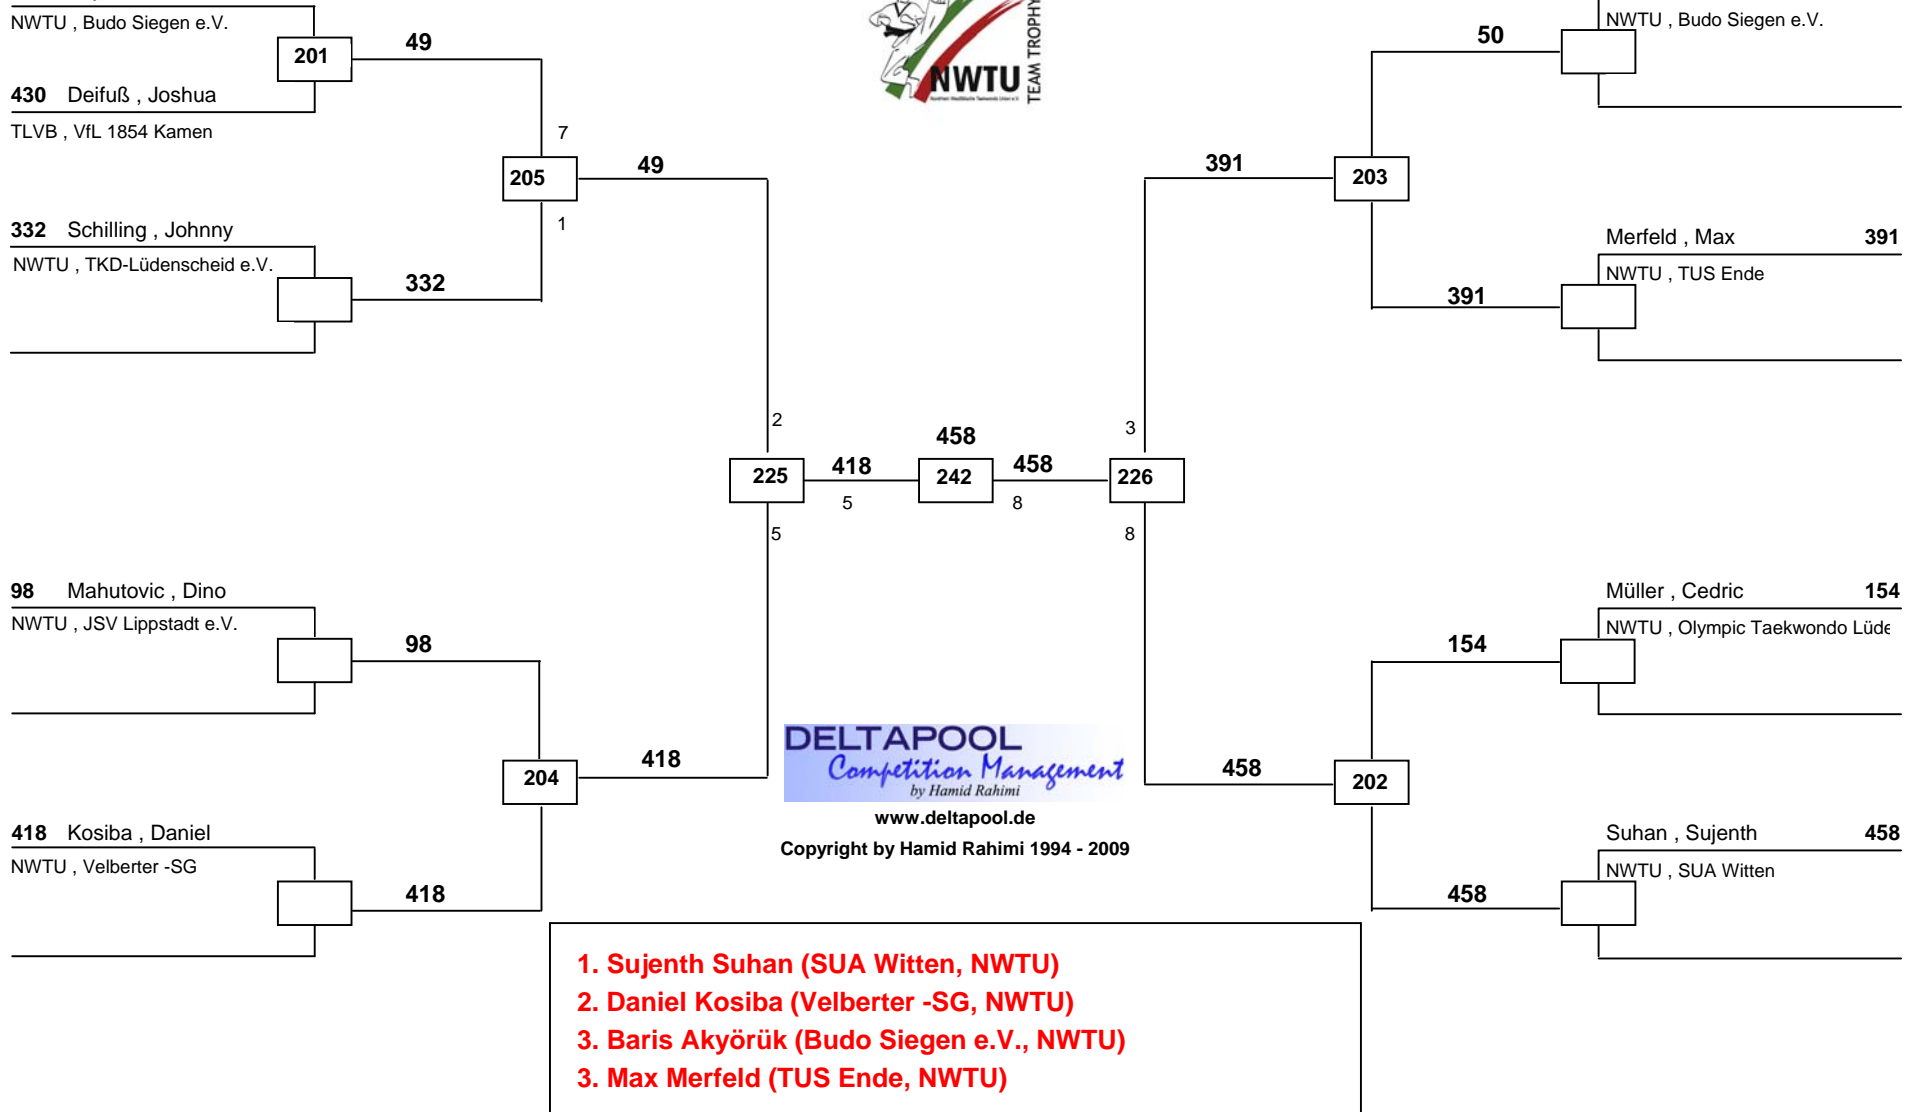 NWTU , Budo Siegen e.V.
201
49
430 Deifuß , Joshua
TLVB , VfL 1854 Kamen
7
205
49
1
332 Schilling , Johnny
NWTU , TKD-Lüdenscheid e.V.
332
NWTU
TEAM TROPHY
50
NWTU , Budo Siegen e.V.
391
203
Merfeld , Max 391
NWTU , TUS Ende
391
2
225
418
5
5
458
242
458
8
3
226
8
98 Mahutovic , Dino
NWTU , JSV Lippstadt e.V.
98
204
418
418 Kosiba , Daniel
NWTU , Velberter -SG
418
Müller , Cedric 154
NWTU , Olympic Taekwondo Lüde
154
458
202
Suhan , Sujenth 458
NWTU , SUA Witten
458
DELTAPOOL
Competition Management
by Hamid Rahimi
www.deltapool.de
Copyright by Hamid Rahimi 1994 - 2009
1. Sujenth Suhan (SUA Witten, NWTU)
2. Daniel Kosiba (Velberter -SG, NWTU)
3. Baris Akyörük (Budo Siegen e.V., NWTU)
3. Max Merfeld (TUS Ende, NWTU)